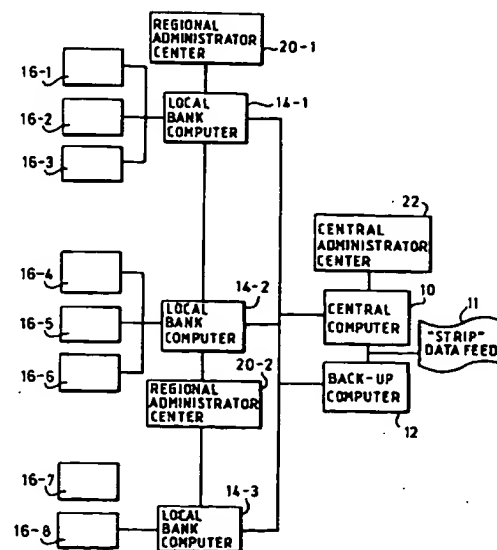 REGIONAL
ADMINISTRATOR
CENTER
20-1
16-1
16-2
16-3
LOCAL
BANK
COMPUTER
14-1
22
CENTRAL
ADMINISTRATOR
CENTER
16-4
16-5
16-6
14-2
LOCAL
BANK
COMPUTER
10
CENTRAL
COMPUTER
11
"STRIP"
DATA FEED
20-2
REGIONAL
ADMINISTRATOR
CENTER
BACK-UP
COMPUTER
12
16-7
16-8
14-3
LOCAL
BANK
COMPUTER